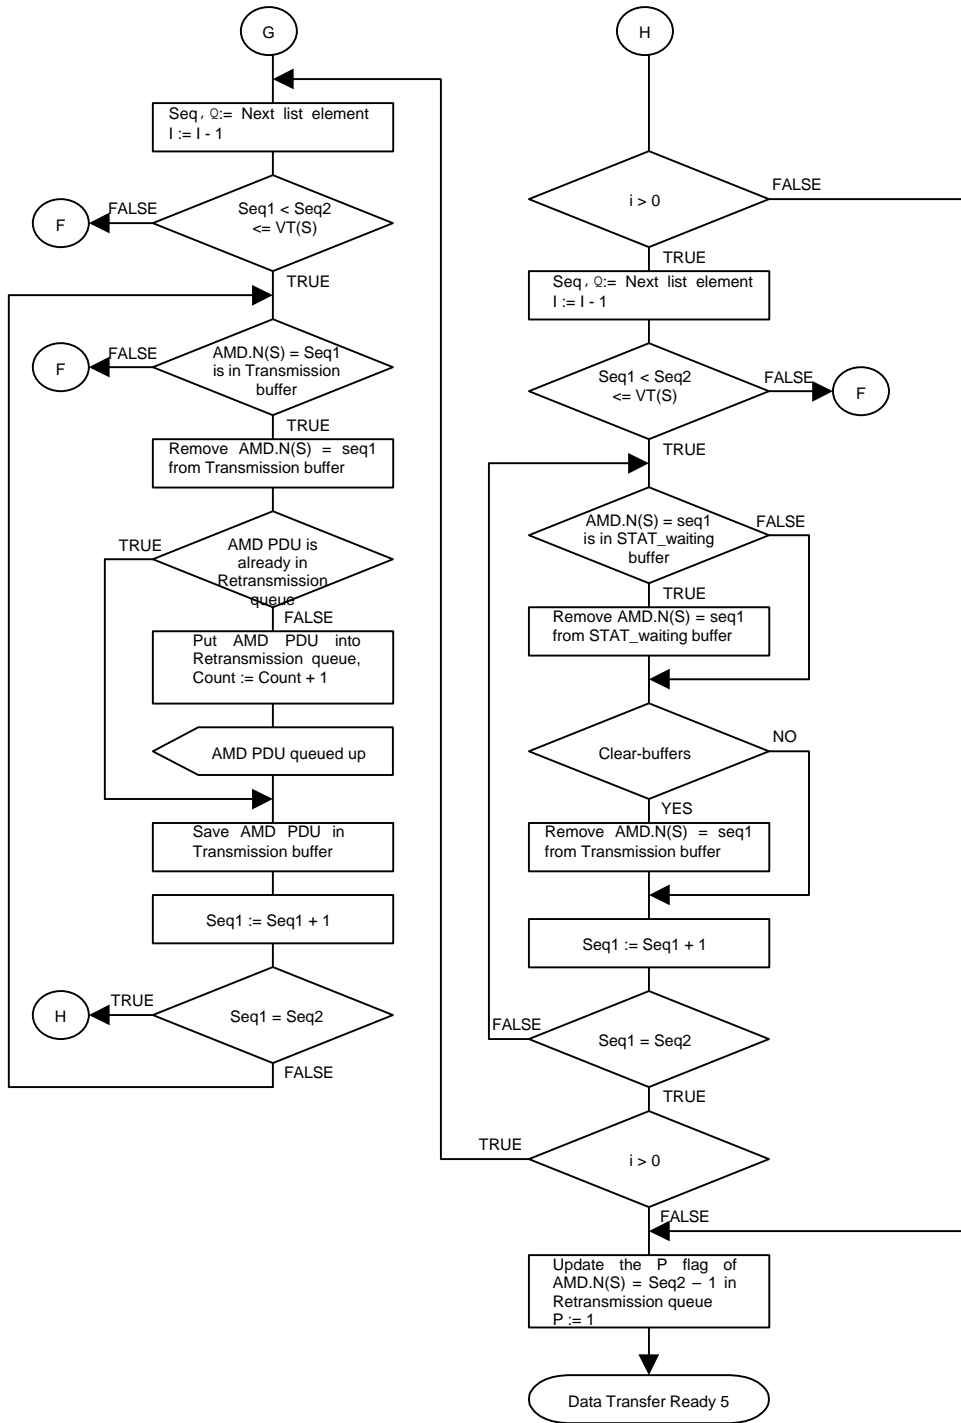 G
Seq, Q:= Next list element
I := I - 1
Seq1 < Seq2
<= VT(S)
FALSE
F
TRUE
AMD.N(S) = Seq1
is in Transmission
buffer
FALSE
F
TRUE
Remove AMD.N(S) = seq1
from Transmission buffer
AMD PDU is
already in
Retransmission
queue
TRUE
FALSE
Put AMD PDU into
Retransmission queue,
Count := Count + 1
AMD PDU queued up
Save AMD PDU in
Transmission buffer
Seq1 := Seq1 + 1
Seq1 = Seq2
TRUE
H
FALSE
H
i > 0
FALSE
TRUE
Seq, Q:= Next list element
I := I - 1
Seq1 < Seq2
<= VT(S)
FALSE
F
TRUE
AMD.N(S) = seq1
is in STAT_waiting
buffer
FALSE
TRUE
Remove AMD.N(S) = seq1
from STAT_waiting buffer
Clear-buffers
NO
YES
Remove AMD.N(S) = seq1
from Transmission buffer
Seq1 := Seq1 + 1
Seq1 = Seq2
FALSE
TRUE
i > 0
TRUE
FALSE
Update the P flag of
AMD.N(S) = Seq2 – 1 in
Retransmission queue
P := 1
Data Transfer Ready 5